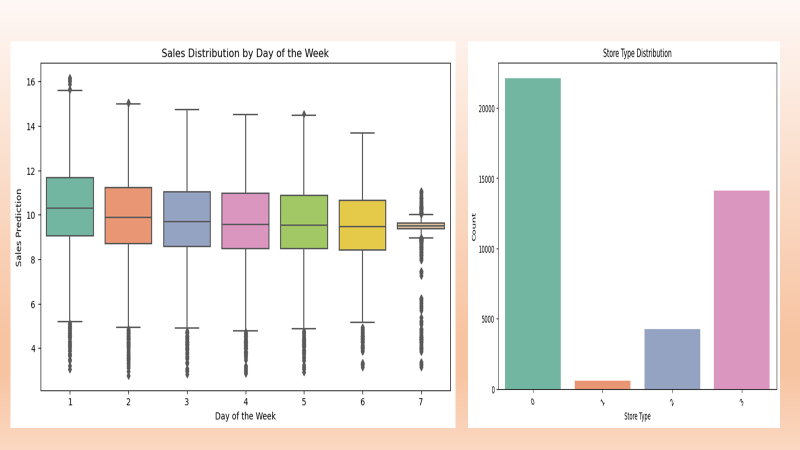 Sales Distribution by Day of the Week
Sales Prediction
16
14
12
10
8
6
4
1 2 3 4 5 6 7
Day of the Week
Store Type Distribution
Count
20000
15000
10000
5000
0
0 1 2 3
Store Type